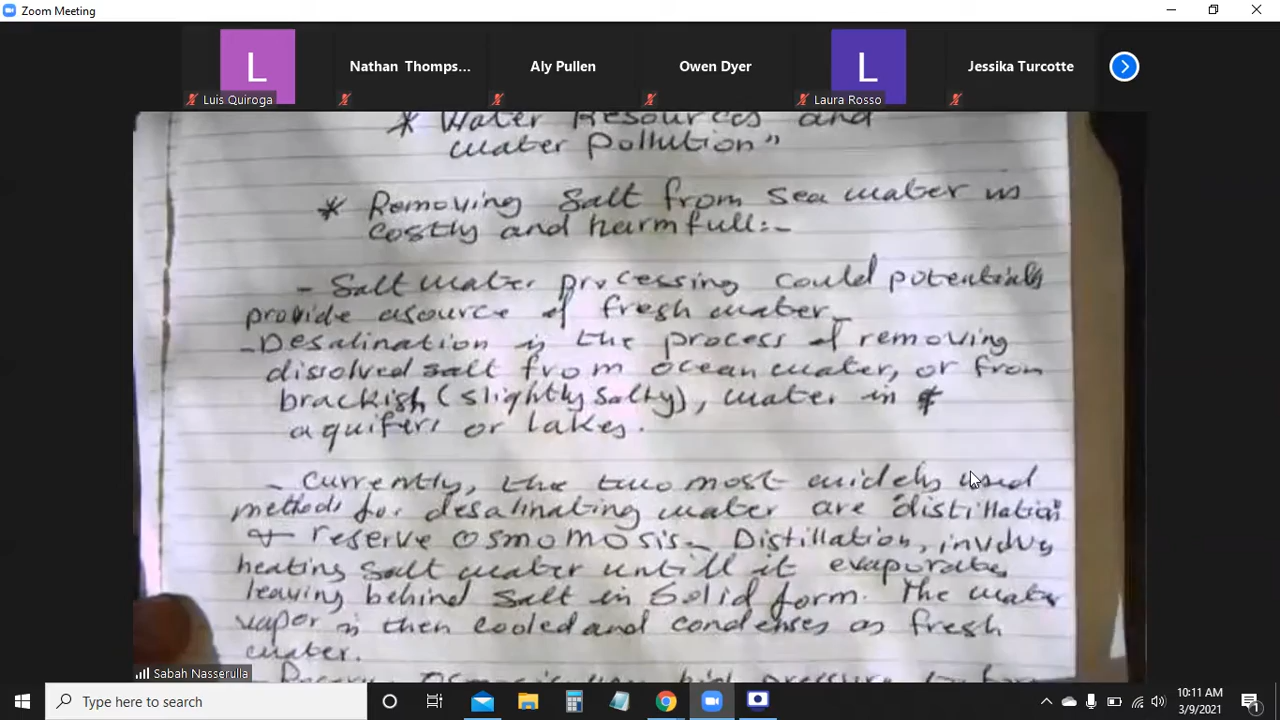 Zoom Meeting
L
Nathan Thomps...
Aly Pullen
Owen Dyer
L
Jessika Turcotte
Luis Quiroga
Laura Rosso
* Water Resources and
water pollution"
* Removing Salt from Sea water is
costly and harmfull:-
- Salt water processing could potentially
provide a source of fresh water-
-Desalination is the process of removing
dissolved salt from ocean water, or from
brackish (slightly salty), water in
aquifers or lakes.
- Currently, the two most widely used
methods for desalinating water are "distillation"
+ reserve osmomosis- Distillation, involves
heating salt water untill it evaporates,
leaving behind salt in solid form. The water
vapor is then cooled and condenses as fresh
water.
Osmosis pressure to
Sabah Nasserulla
Type here to search
10:11 AM
3/9/2021
1